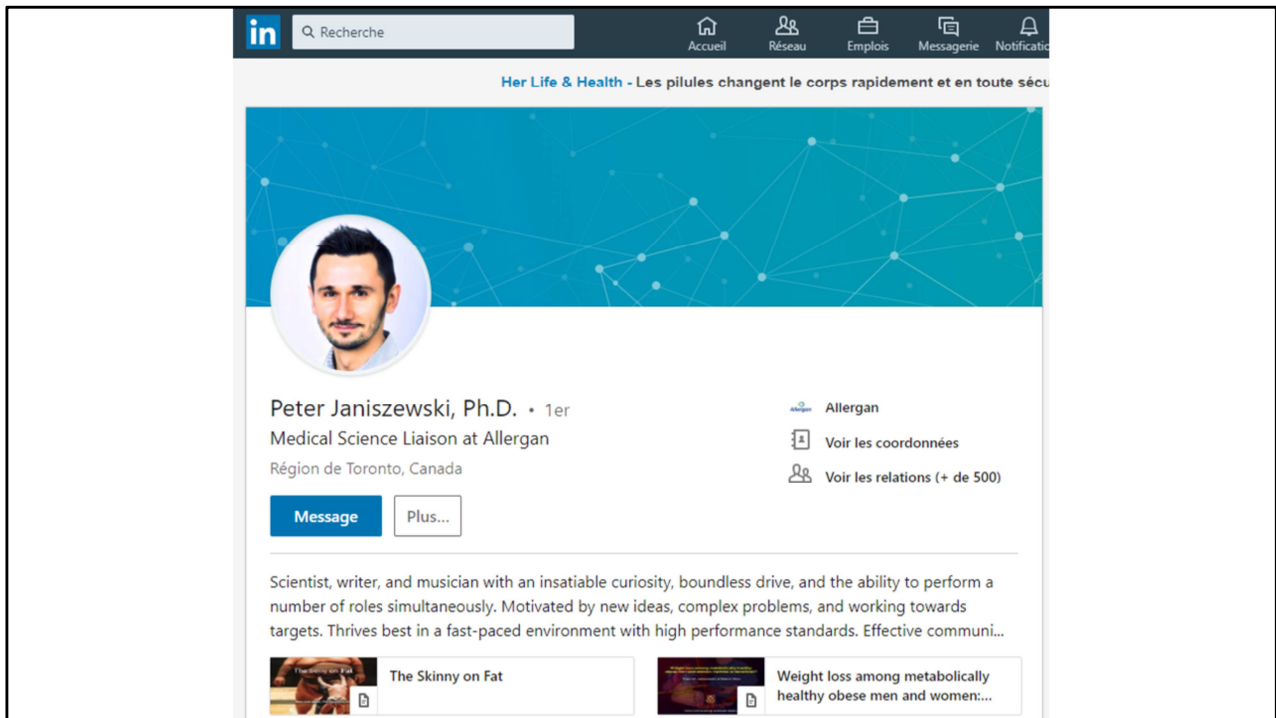 in
Recherche
Accueil
Réseau
Emplois
Messagerie
Notificatio
Her Life & Health - Les pilules changent le corps rapidement et en toute sécu
Peter Janiszewski, Ph.D. • 1er
Medical Science Liaison at Allergan
Région de Toronto, Canada
Message
Plus...
Allergan
Allergan
Voir les coordonnées
Voir les relations (+ de 500)
Scientist, writer, and musician with an insatiable curiosity, boundless drive, and the ability to perform a
number of roles simultaneously. Motivated by new ideas, complex problems, and working towards
targets. Thrives best in a fast-paced environment with high performance standards. Effective communi...
The Skinny on Fat
The Skinny on Fat
Weight loss among metabolically
healthy obese men and women:...